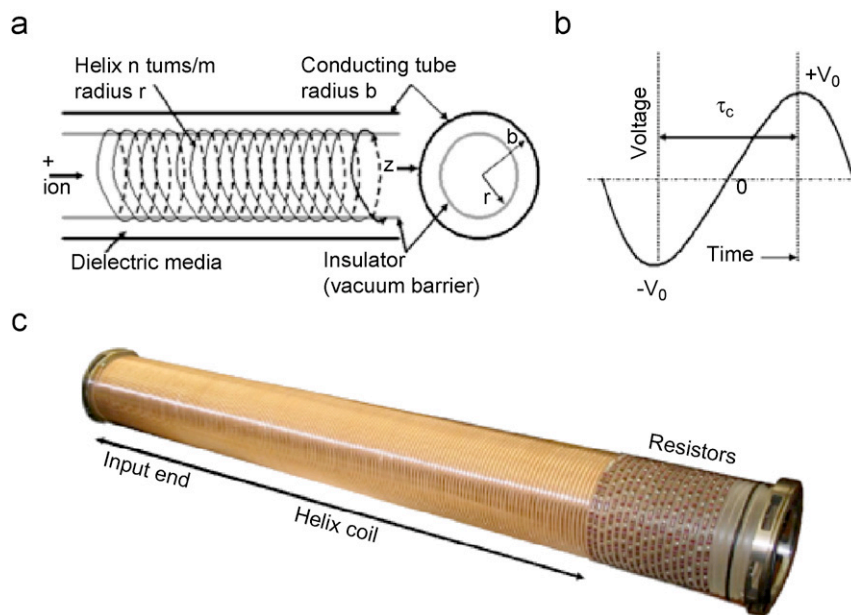 a
Helix n tums/m
radius r
Conducting tube
radius b
+
ion
z
b
r
Dielectric media
Insulator
(vacuum barrier)
b
Voltage
+V₀
τc
0
Time
-V₀
c
Resistors
Input end
Helix coil